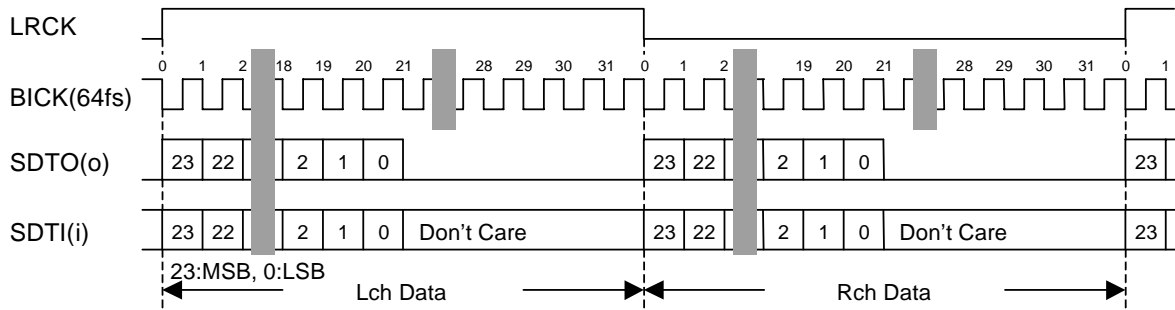 LRCK
0 1 2 18 19 20 21 28 29 30 31 0 1 2 19 20 21 28 29 30 31 0 1
BICK(64fs)
SDTO(o) 23 22 2 1 0 23 22 2 1 0 23
SDTI(i) 23 22 2 1 0 Don't Care 23 22 2 1 0 Don't Care 23
23:MSB, 0:LSB
Lch Data Rch Data